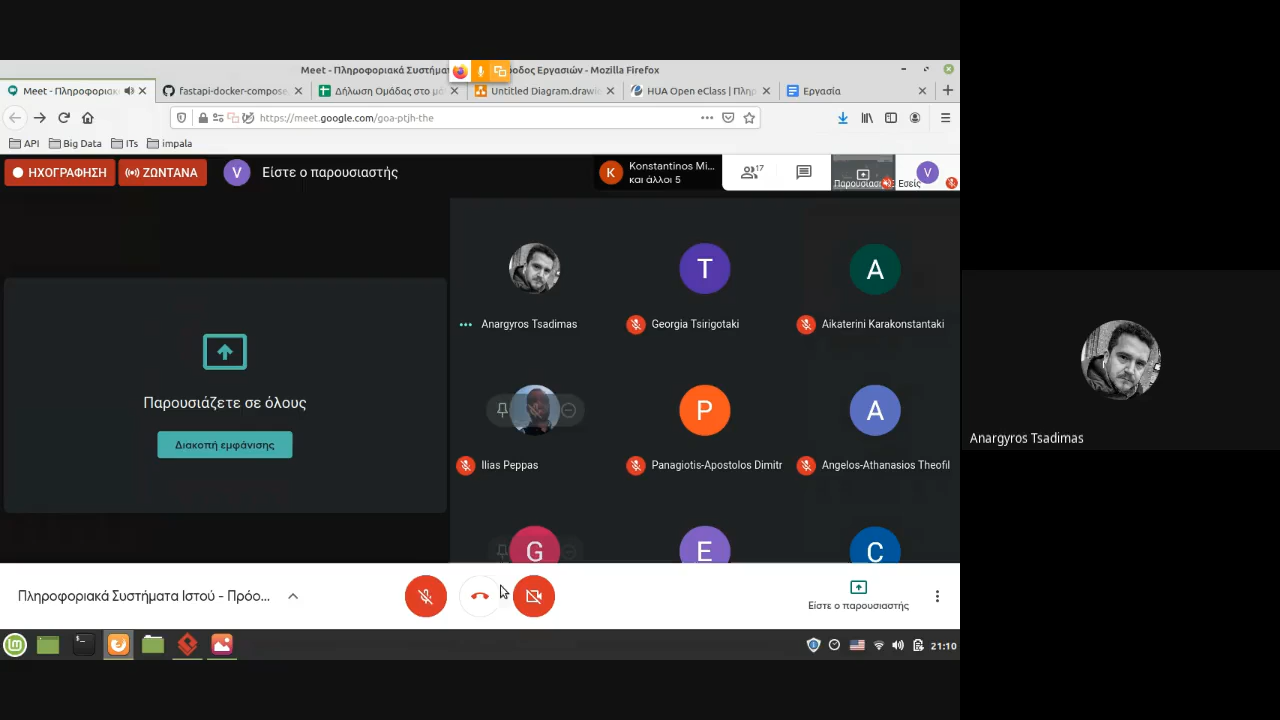 Meet - Πληροφοριακά Συστήματ
οδος Εργασιών - Mozilla Firefox
Meet - Πληροφοριακ
fastapi-docker-compose
Δήλωση Ομάδας στο μά
Untitled Diagram.drawi
HUA Open eClass | Πληρ
Εργασία
https://meet.google.com/goa-ptjh-the
API
Big Data
ITs
impala
ΗΧΟΓΡΑΦΗΣΗ
ΖΩΝΤΑΝΑ
V
Είστε ο παρουσιαστής
K
Konstantinos Mi...
και άλλοι 5
17
Παρουσίαση
Εσείς
V
Anargyros Tsadimas
T
Georgia Tsirigotaki
A
Aikaterini Karakonstantaki
Παρουσιάζετε σε όλους
Διακοπή εμφάνισης
Ilias Peppas
P
Panagiotis-Apostolos Dimitr
A
Angelos-Athanasios Theofil
G
E
C
Anargyros Tsadimas
Πληροφοριακά Συστήματα Ιστού - Πρόο...
Είστε ο παρουσιαστής
21:10